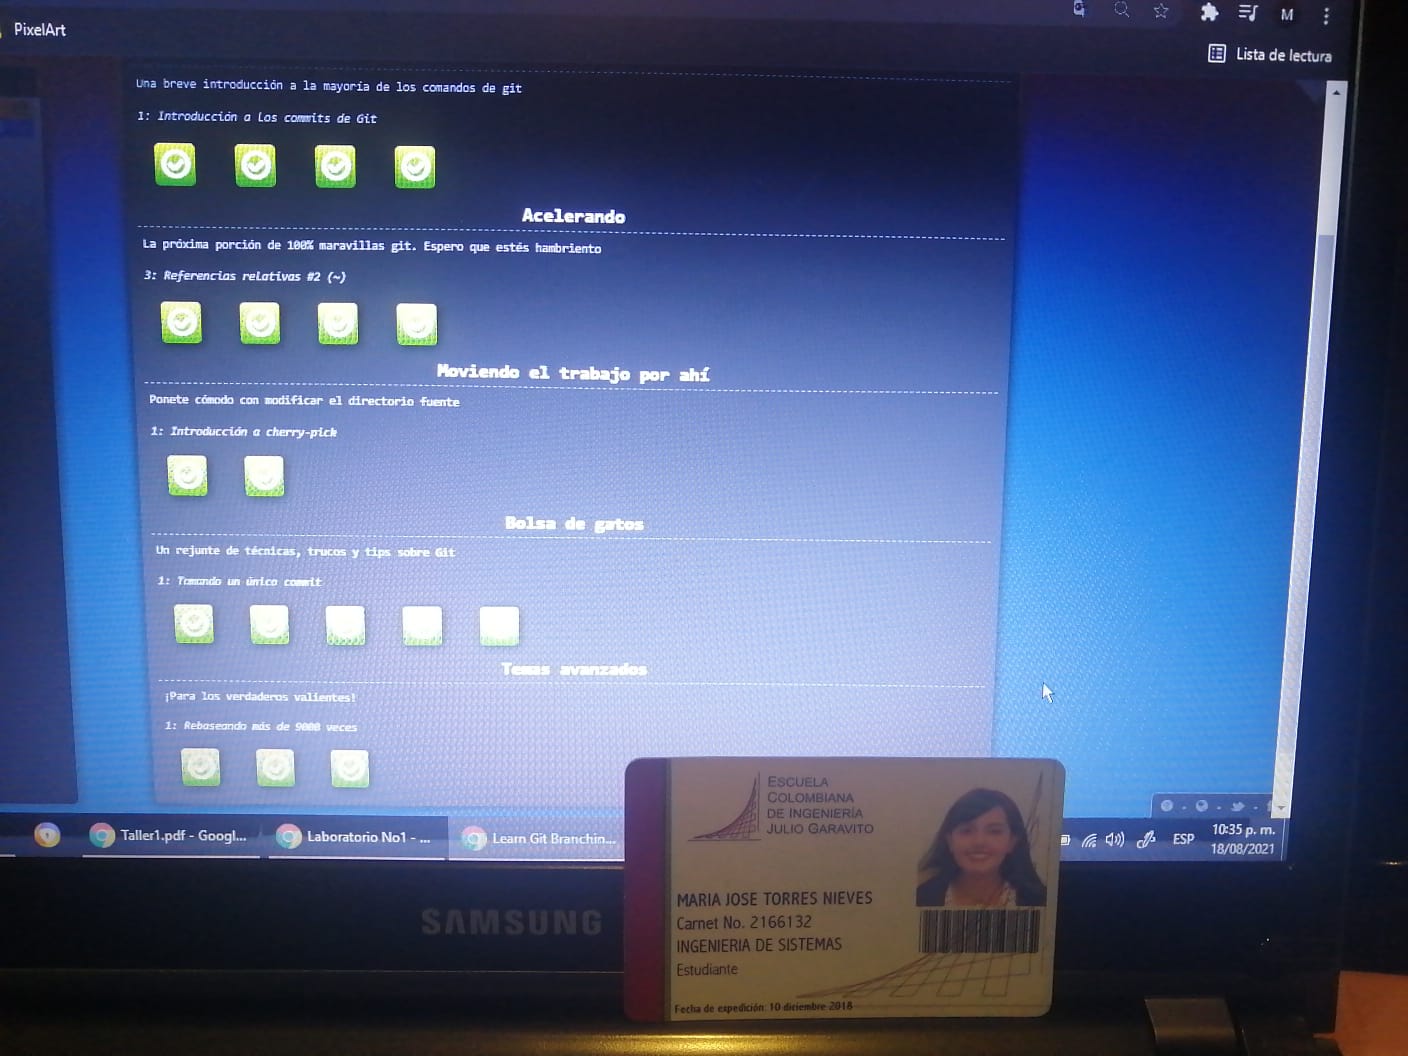 PixelArt
M
Lista de lectura
Una breve introducción a la mayoría de los comandos de git
1: Introducción a los commits de Git
Acelerando
La próxima porción de 100% maravillas git. Espero que estés hambriento
3: Referencias relativas #2 (~)
Moviendo el trabajo por ahí
Ponete cómodo con modificar el directorio fuente
1: Introducción a cherry-pick
Bolsa de gatos
Un rejunte de técnicas, trucos y tips sobre Git
1: Tomando un único commit
Temas avanzados
¡Para los verdaderos valientes!
1: Rebaseando más de 9000 veces
Taller1.pdf - Googl...
Laboratorio No1 - ...
Learn Git Branchin...
ESP
10:35 p. m.
18/08/2021
SAMSUNG
ESCUELA
COLOMBIANA
DE INGENIERÍA
JULIO GARAVITO
MARIA JOSE TORRES NIEVES
Carnet No. 2166132
INGENIERIA DE SISTEMAS
Estudiante
Fecha de expedición: 10 diciembre 2018